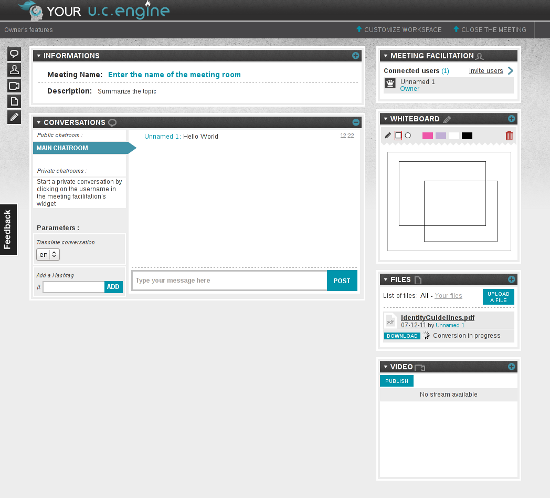 YOUR u.c.engine
Owner's features
CUSTOMIZE WORKSPACE
CLOSE THE MEETING
INFORMATIONS
Meeting Name: Enter the name of the meeting room
Description: Summarize the topic
CONVERSATIONS
Public chatroom :
MAIN CHATROOM
Private chatrooms :
Start a private conversation by
clicking on the username in
the meeting facilitation's
widget
Parameters :
Translate conversation
en
Add a Hashtag
# ADD
Unnamed 1: Hello World
12:22
Type your message here
POST
Feedback
MEETING FACILITATION
Connected users (1)
Invite users
Unnamed 1
Owner
WHITEBOARD
FILES
List of files: All - Your files
UPLOAD
A FILE
IdentityGuidelines.pdf
07-12-11 by Unnamed 1
DOWNLOAD Conversion in progress
VIDEO
PUBLISH
No stream available